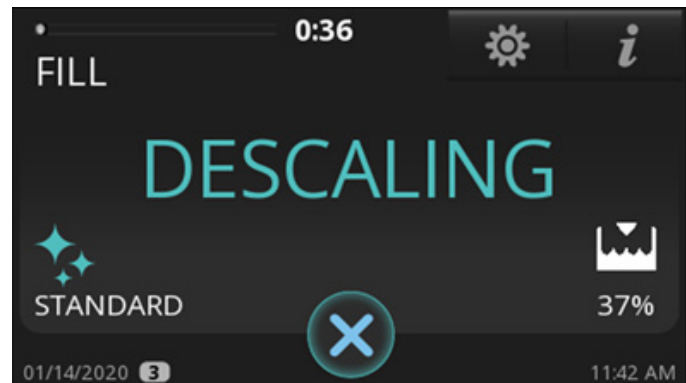 0:36
FILL
DESCALING
STANDARD
37%
01/14/2020 3
11:42 AM